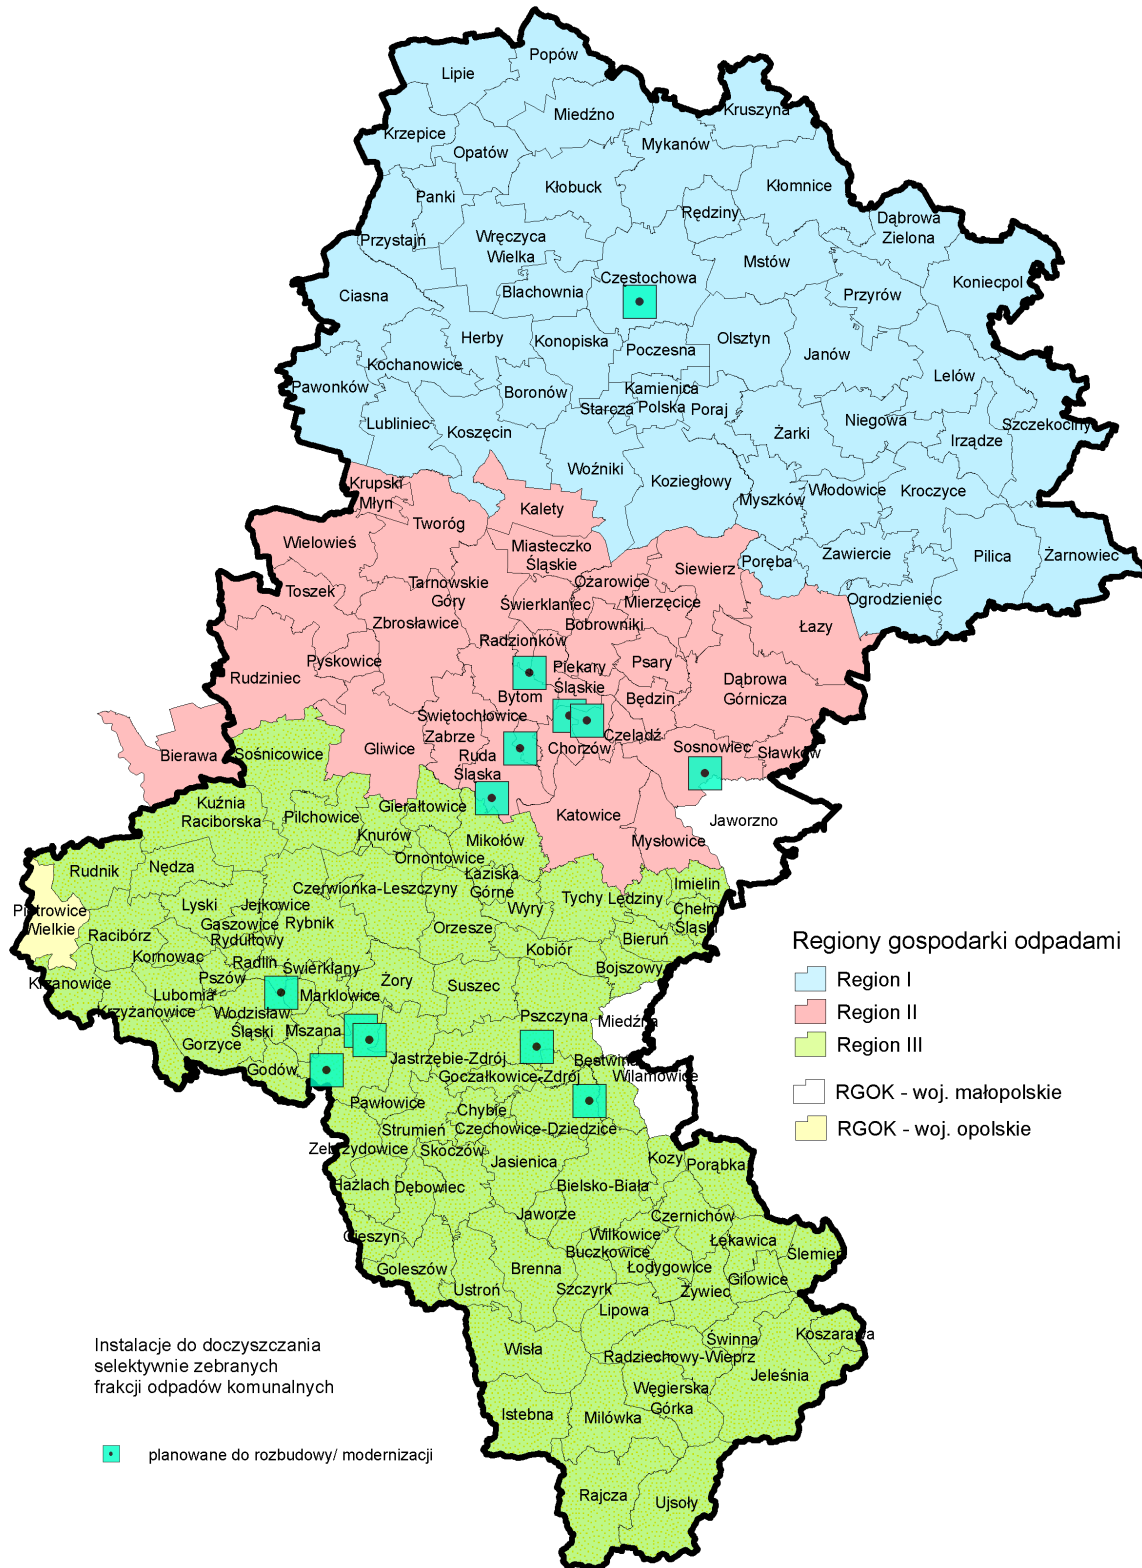 Popów
Lipie
Miedźno
Kruszyna
Krzepice
Mykanów
Opatów
Kłobuck
Kłomnice
Panki
Rędziny
Dąbrowa
Zielona
Przystajń
Wręczyca
Wielka
Mstów
Częstochowa
Koniecpol
Ciasna
Blachownia
Przyrów
Herby
Konopiska
Olsztyn
Poczesna
Janów
Kochanowice
Lelów
Pawonków
Boronów
Kamienica
Polska
Starcza
Poraj
Lubliniec
Koszęcin
Żarki
Niegowa
Szczekociny
Irządze
Woźniki
Koziegłowy
Krupski
Młyn
Myszków
Włodowice
Kroczyce
Kalety
Tworóg
Wielowieś
Miasteczko
Śląskie
Siewierz
Poręba
Zawiercie
Pilica
Żarnowiec
Toszek
Tarnowskie
Góry
Ożarowice
Świerklaniec
Mierzęcice
Ogrodzieniec
Zbrosławice
Bobrowniki
Łazy
Radzionków
Pyskowice
Piekary
Śląskie
Psary
Rudziniec
Dąbrowa
Górnicza
Bytom
Będzin
Świętochłowice
Zabrze
Czeladź
Gliwice
Chorzów
Sosnowiec
Sławków
Bierawa
Sośnicowice
Ruda
Śląska
Kuźnia
Raciborska
Gierałtowice
Pilchowice
Katowice
Jaworzno
Knurów
Mikołów
Mysłowice
Ornontowice
Rudnik
Nędza
Łaziska
Górne
Imielin
Czerwionka-Leszczyny
Tychy
Lędziny
Lyski
Jejkowice
Wyry
Chełm
Śląski
Pietrowice
Wielkie
Gaszowice
Rybnik
Orzesze
Racibórz
Rydułtowy
Bieruń
Kornowac
Kobiór
Radlin
Świerklany
Bojszowy
Pszów
Żory
Krzanowice
Suszec
Lubomia
Marklowice
Krzyżanowice
Wodzisław
Śląski
Pszczyna
Miedźna
Mszana
Gorzyce
Jastrzębie-Zdrój
Bestwina
Godów
Goczałkowice-Zdrój
Wilamowice
Pawłowice
Chybie
Strumień
Czechowice-Dziedzice
Zebrzydowice
Skoczów
Jasienica
Kozy
Porąbka
Hażlach
Dębowiec
Bielsko-Biała
Jaworze
Czernichów
Cieszyn
Wilkowice
Łękawica
Buczkowice
Ślemień
Goleszów
Brenna
Łodygowice
Gilowice
Ustroń
Szczyrk
Żywiec
Lipowa
Świnna
Koszarawa
Wisła
Radziechowy-Wieprz
Jeleśnia
Węgierska
Górka
Istebna
Milówka
Rajcza
Ujsoły
Regiony gospodarki odpadami
Region I
Region II
Region III
RGOK - woj. małopolskie
RGOK - woj. opolskie
Instalacje do doczyszczania
selektywnie zebranych
frakcji odpadów komunalnych
planowane do rozbudowy/ modernizacji